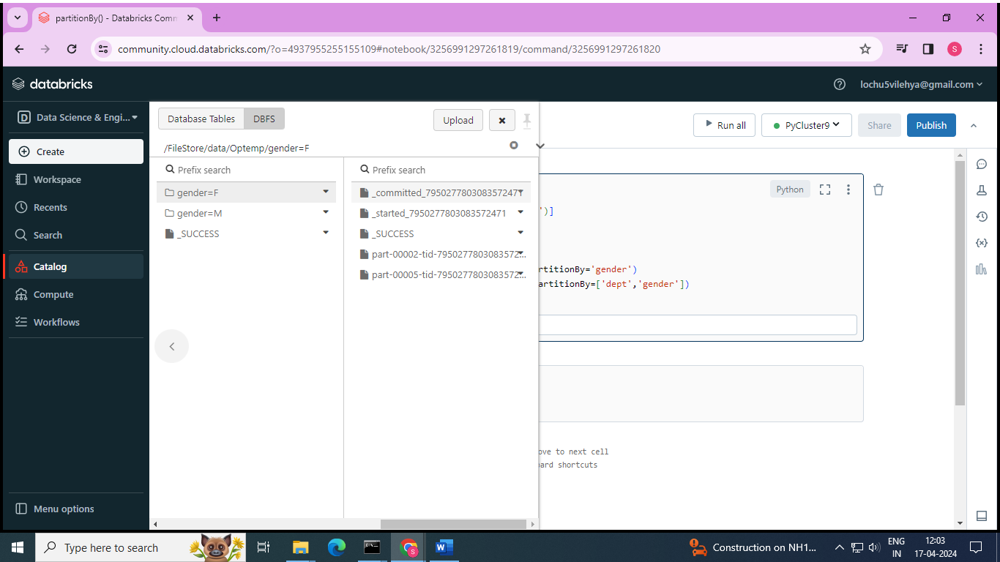 partitionBy() - Databricks Comm
community.cloud.databricks.com/?o=4937955255155109#notebook/3256991297261819/command/3256991297261820
S
databricks
lochu5vilehya@gmail.com
Data Science & Engi...
Create
Workspace
Recents
Search
Catalog
Compute
Workflows
Menu options
Database Tables
DBFS
Upload
/FileStore/data/Optemp/gender=F
Prefix search
gender=F
gender=M
_SUCCESS
Prefix search
_committed_7950277803083572471
_started_7950277803083572471
_SUCCESS
part-00002-tid-7950277803083572...
part-00005-tid-7950277803083572...
Run all
PyCluster9
Share
Publish
Python
')]
rtitionBy='gender')
artitionBy=['dept','gender'])
ove to next cell
oard shortcuts
Type here to search
Construction on NH1...
ENG
IN
12:03
17-04-2024